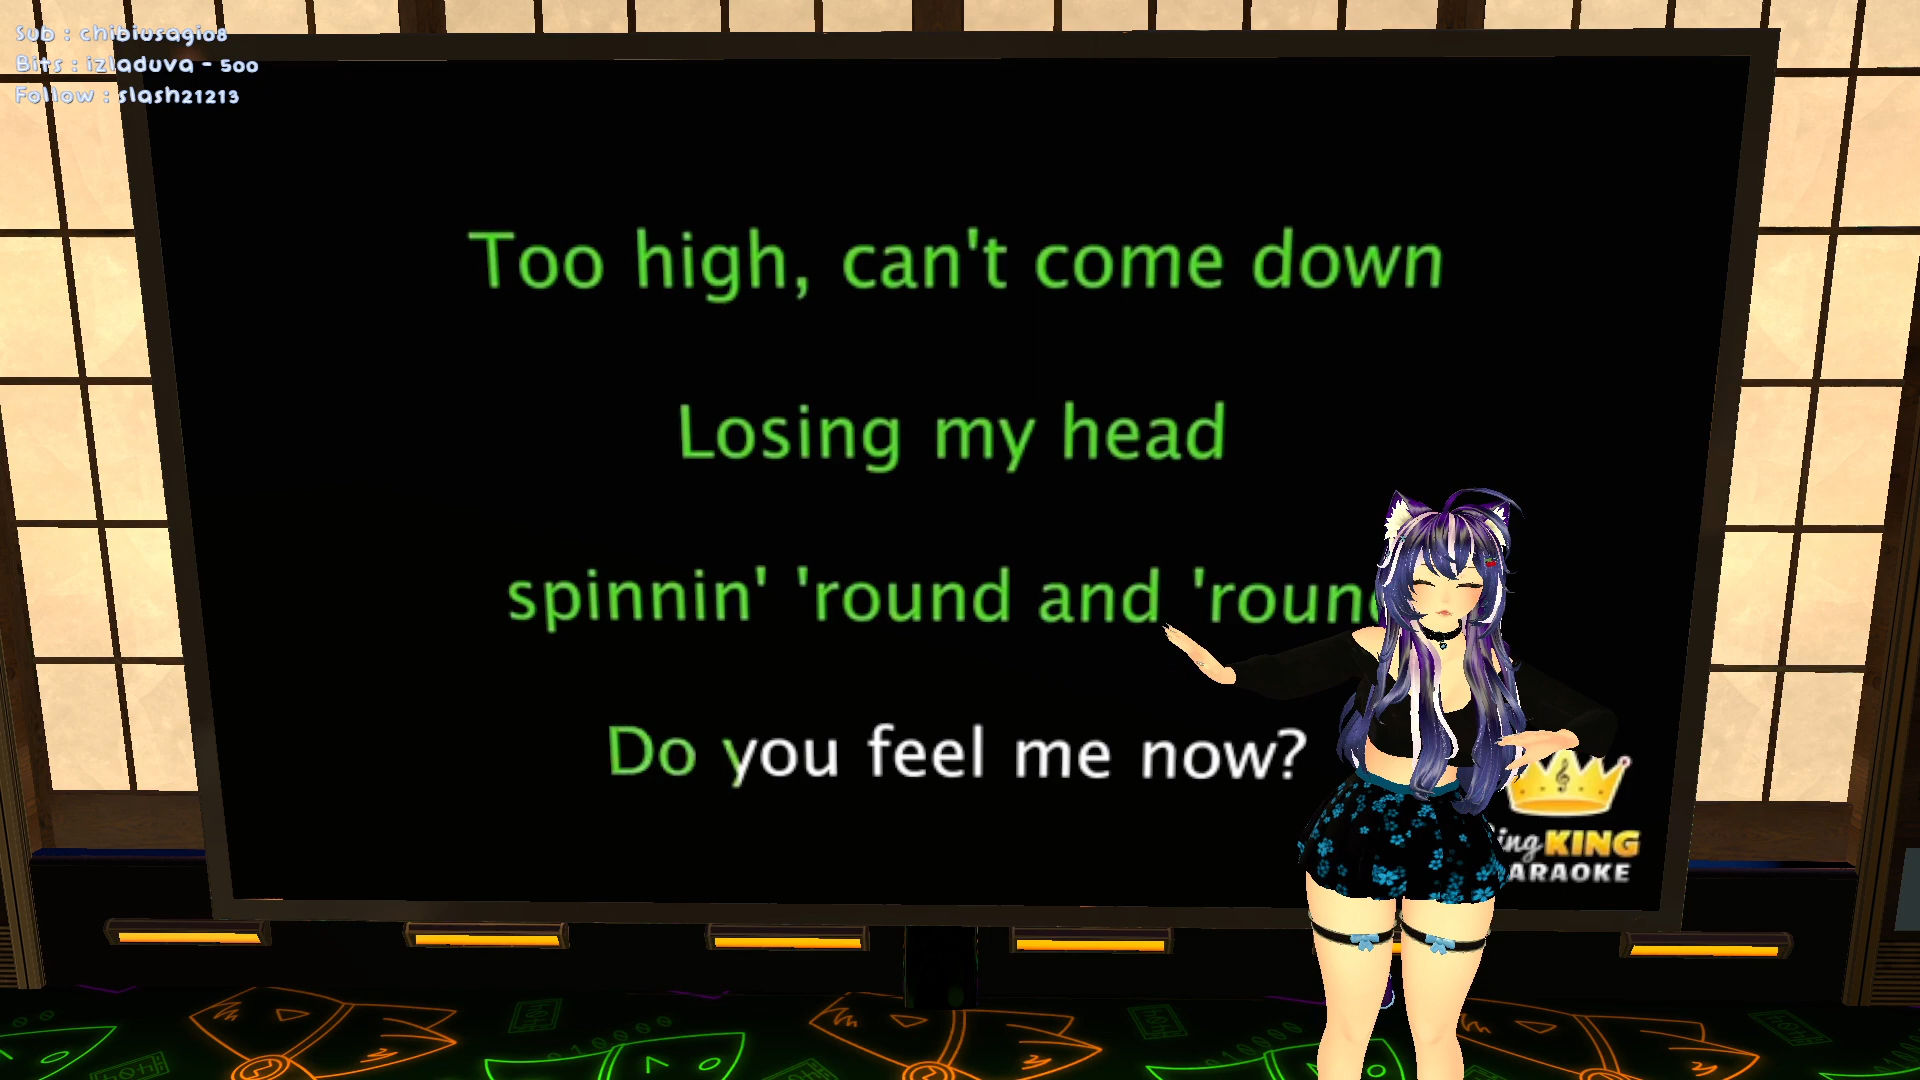 Sub : chibiusagi08
Bits : izladuva - 500
Follow : slash21213
Too high, can't come down
Losing my head
spinnin' 'round and 'roun
Do you feel me now?
ing KING
ARAOKE